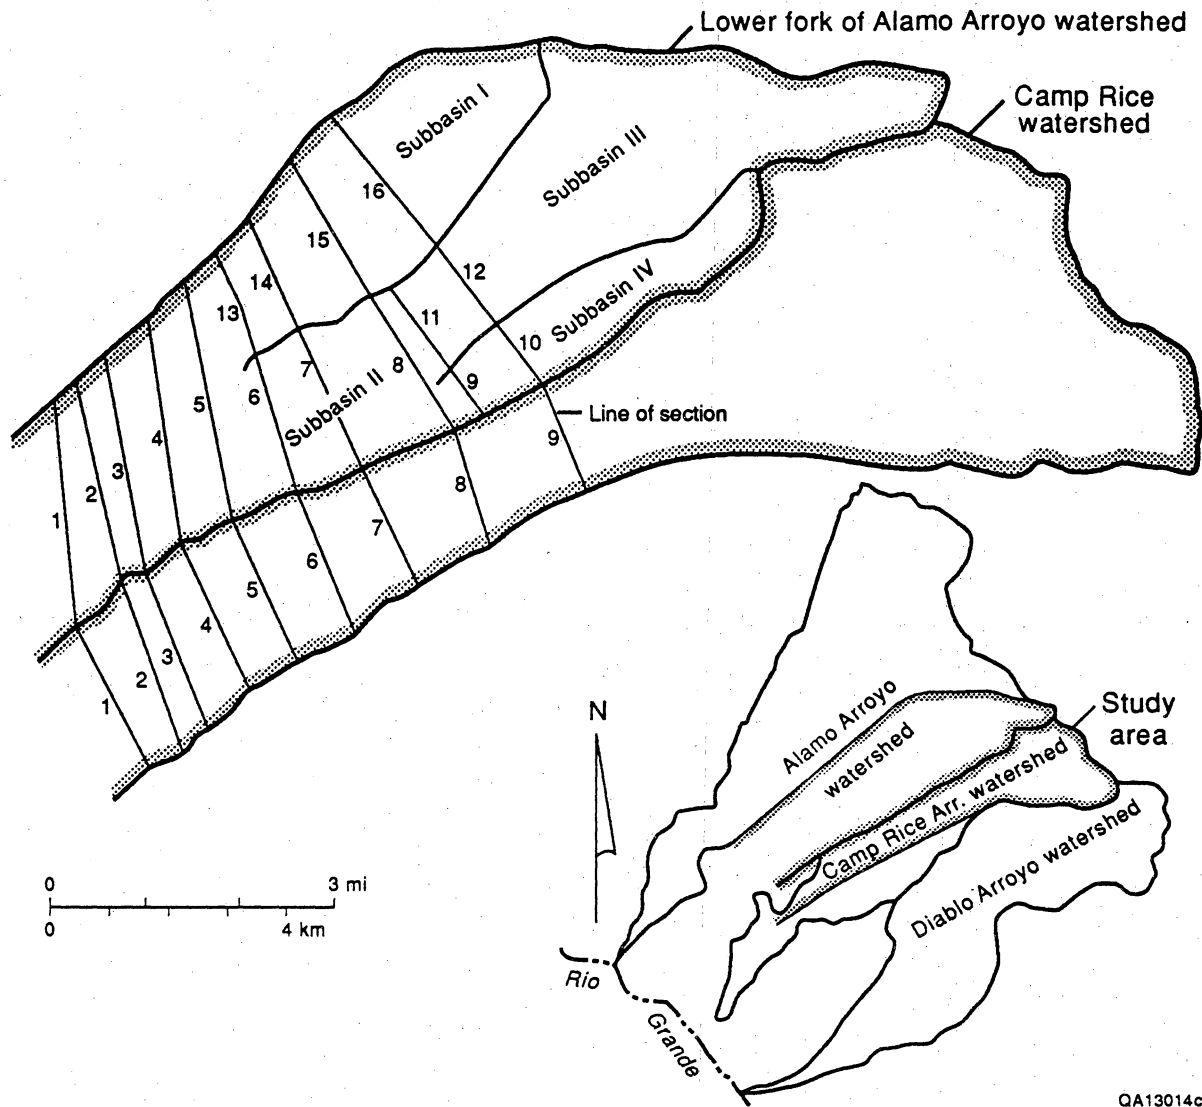 Lower fork of Alamo Arroyo watershed
Camp Rice
watershed
Subbasin I
Subbasin III
16
15
12
14
Subbasin IV
13
11
10
7
8
9
6
5
Subbasin II
Line of section
4
3
9
2
8
1
7
6
5
4
3
2
1
N
Alamo Arroyo
watershed
Study
area
Camp Rice Arr. watershed
Diablo Arroyo watershed
0 3 mi
0 4 km
Rio
Grande
QA13014c